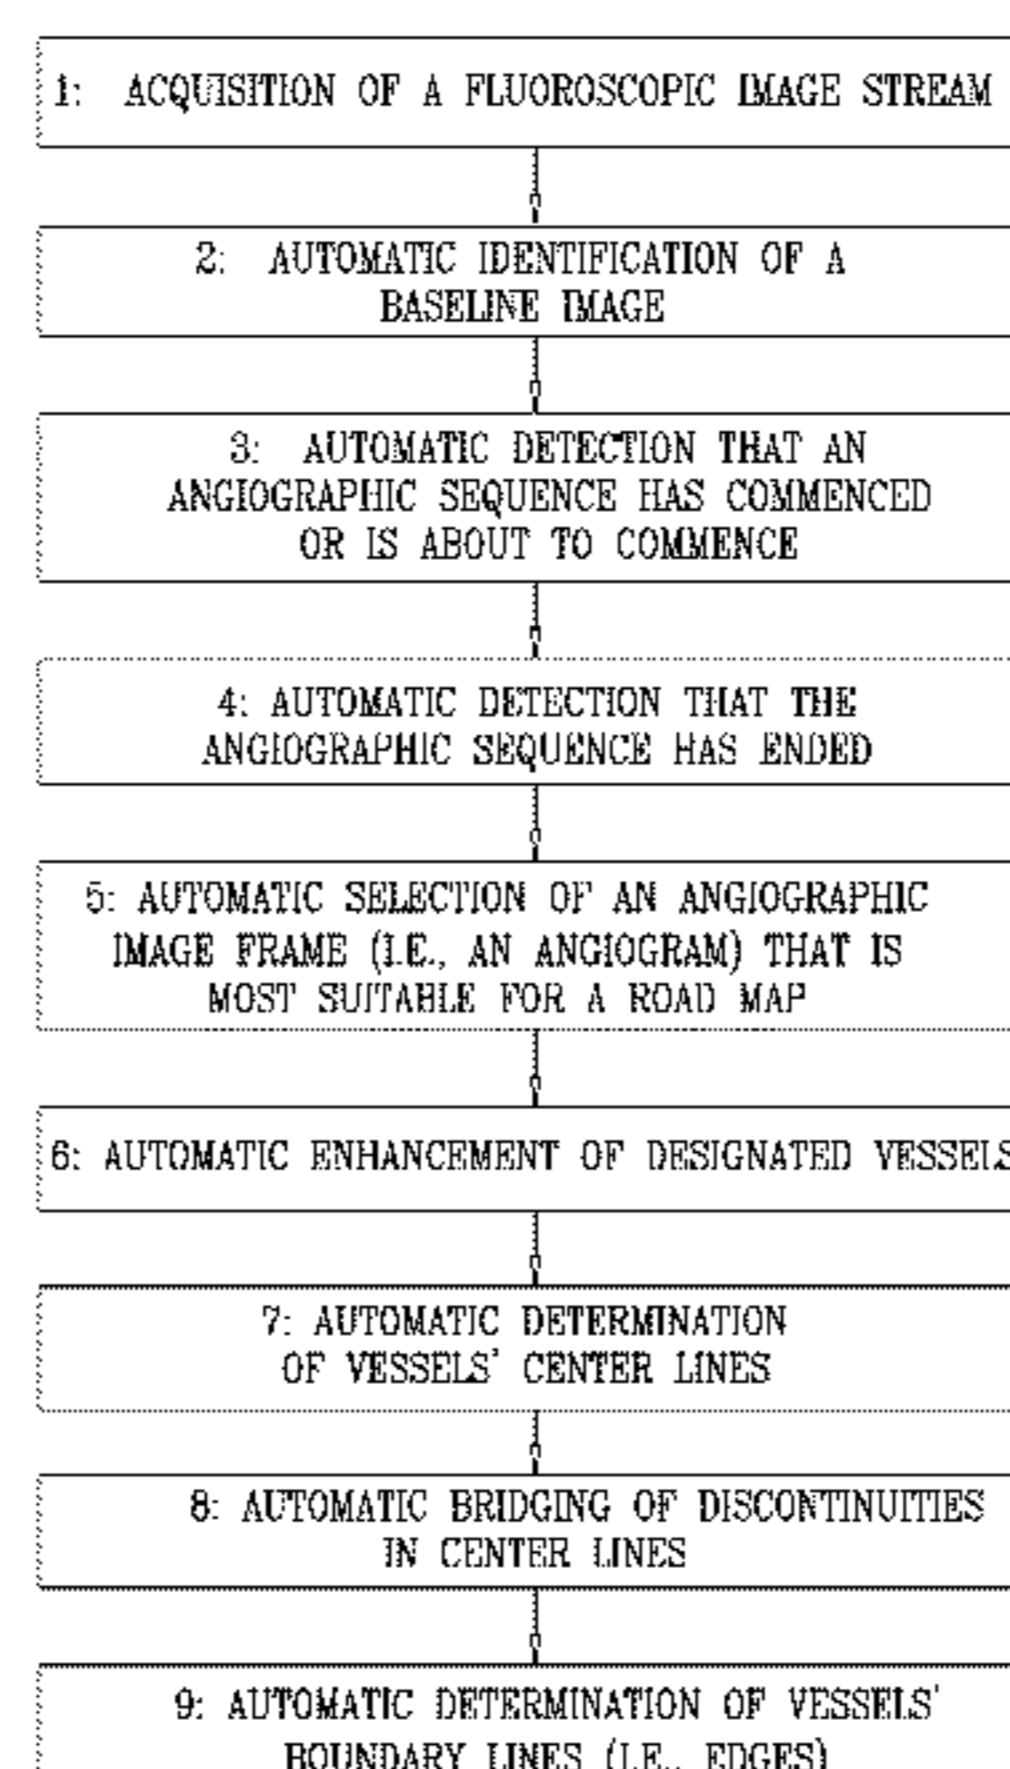 1: ACQUISITION OF A FLUOROSCOPIC IMAGE STREAM
2: AUTOMATIC IDENTIFICATION OF A
BASELINE IMAGE
3: AUTOMATIC DETECTION THAT AN
ANGIOGRAPHIC SEQUENCE HAS COMMENCED
OR IS ABOUT TO COMMENCE
4: AUTOMATIC DETECTION THAT THE
ANGIOGRAPHIC SEQUENCE HAS ENDED
5: AUTOMATIC SELECTION OF AN ANGIOGRAPHIC
IMAGE FRAME (I.E., AN ANGIOGRAM) THAT IS
MOST SUITABLE FOR A ROAD MAP
6: AUTOMATIC ENHANCEMENT OF DESIGNATED VESSELS
7: AUTOMATIC DETERMINATION
OF VESSELS' CENTER LINES
8: AUTOMATIC BRIDGING OF DISCONTINUITIES
IN CENTER LINES
9: AUTOMATIC DETERMINATION OF VESSELS'
BOUNDARY LINES (I.E., EDGES)